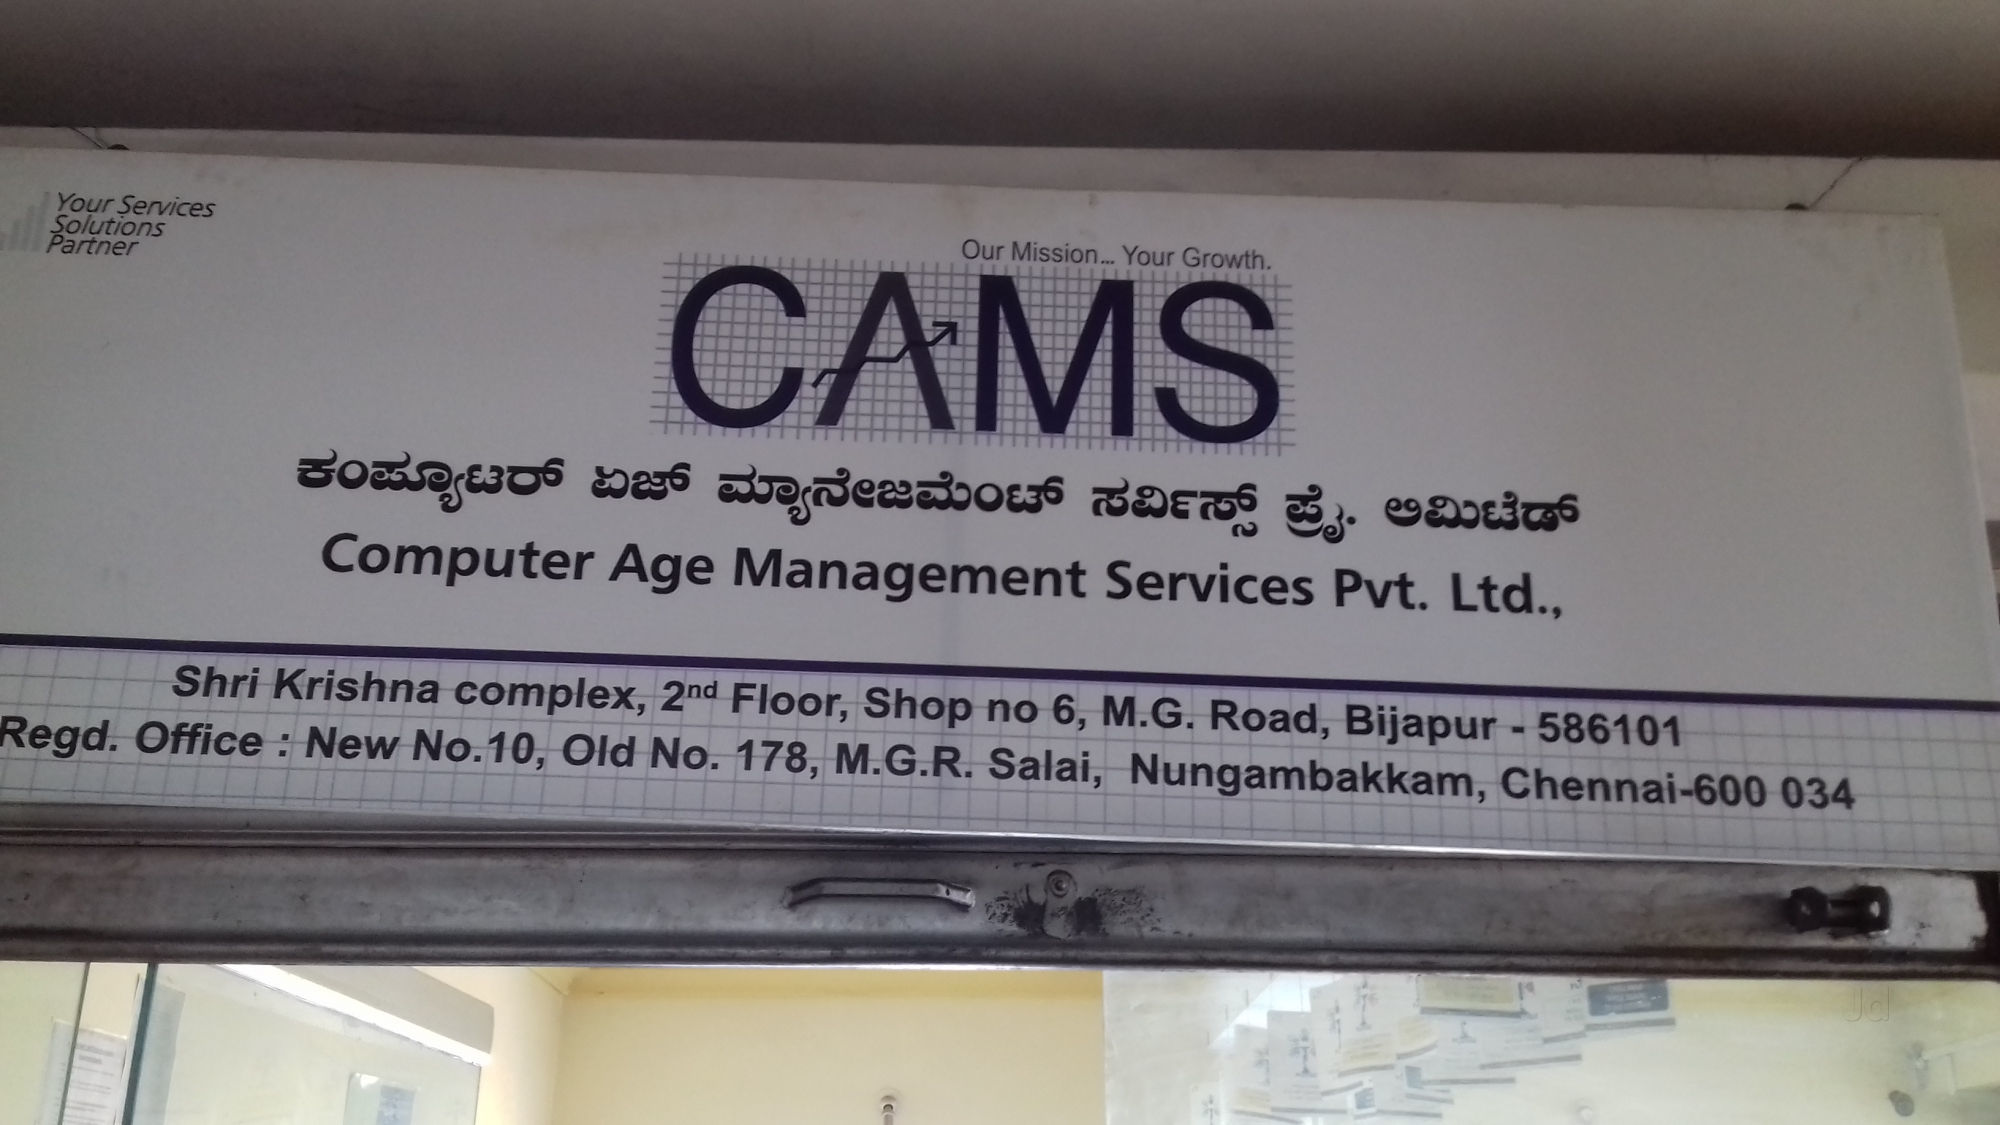 Your Services
Solutions
Partner
Our Mission... Your Growth.
CAMS
ಕಂಪ್ಯೂಟರ್ ಏಜ್ ಮ್ಯಾನೇಜಮೆಂಟ್ ಸರ್ವಿಸ್ಸ್ ಪ್ರೈ. ಲಿಮಿಟೆಡ್
Computer Age Management Services Pvt. Ltd.,
Shri Krishna complex, 2nd Floor, Shop no 6, M.G. Road, Bijapur - 586101
Regd. Office : New No.10, Old No. 178, M.G.R. Salai, Nungambakkam, Chennai-600 034
Jd